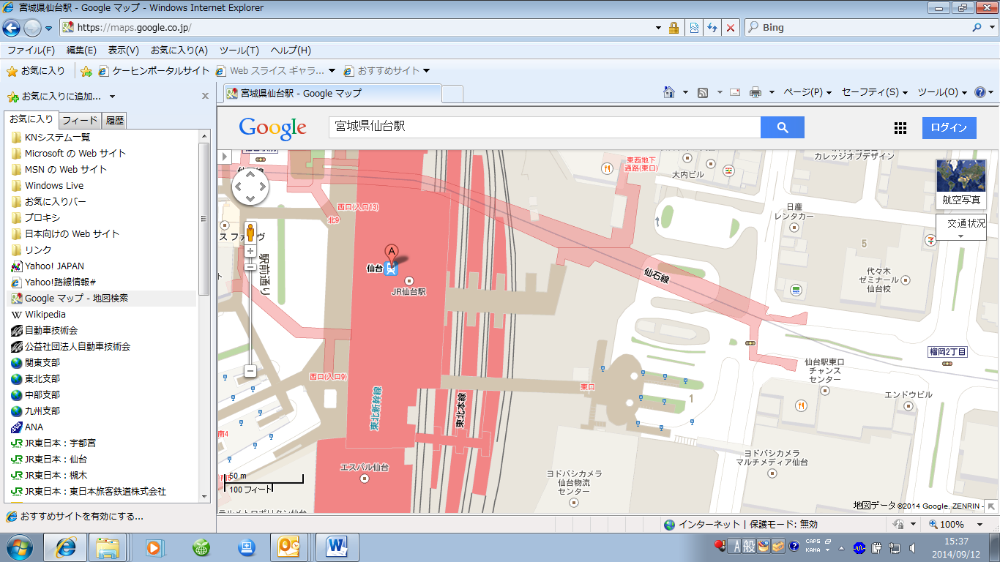 宮城県仙台駅 - Google マップ - Windows Internet Explorer
https://maps.google.co.jp/
Bing
ファイル(F) 編集(E) 表示(V) お気に入り(A) ツール(T) ヘルプ(H)
お気に入り ケーヒンポータルサイト Web スライス ギャラ... おすすめサイト
お気に入りに追加...
宮城県仙台駅 - Google マップ
ページ(P) セーフティ(S) ツール(O)
お気に入り フィード 履歴
KNシステム一覧
Microsoft の Web サイト
MSN の Web サイト
Windows Live
お気に入りバー
プロキシ
日本向けの Web サイト
リンク
Yahoo! JAPAN
Yahoo!路線情報#
Google マップ - 地図検索
Wikipedia
自動車技術会
公益社団法人自動車技術会
関東支部
東北支部
中部支部
九州支部
ANA
JR東日本：宇都宮
JR東日本：仙台
JR東日本：槻木
JR東日本：東日本旅客鉄道株式会社
おすすめサイトを有効にする...
Google
宮城県仙台駅
ログイン
カレッジオブデザイン
東西地下
通路(東口)
大内ビル
航空写真
交通状況
日産
レンタカー
西口(入口13)
北9
駅前通り
A
仙台
JR仙台駅
仙石線
5
代々木
ゼミナール
仙台校
榴岡2丁目
仙台駅東口
チャンス
センター
西口(入口9)
東口
1
エンドウビル
東北新幹線
東北本線
南4
エスパル仙台
ヨドバシカメラ
マルチメディア仙台
ヨドバシカメラ
仙台物流
センター
50 m
100 フィート
地図データ ©2014 Google, ZENRIN -
インターネット | 保護モード: 無効
100%
A 般
CAPS
KANA
15:37
2014/09/12